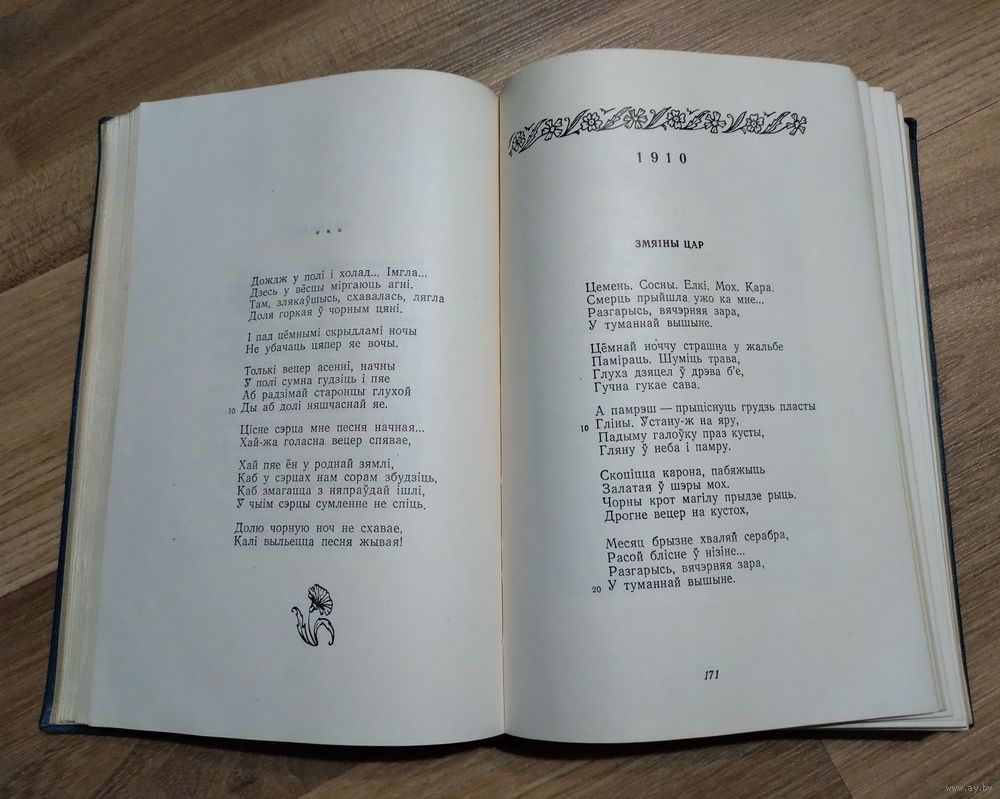 * * *
Дождж у полі і холад... Імгла...
Дзесь у вёсцы міргаюць агні.
Там, злякаўшысь, схавалась, лягла
Доля горкая ў чорным цяні.
І пад цёмнымі скрыдламі ночы
Не убачаць цяпер яе вочы.
Толькі вецер асенні, начны
Ў полі сумна гудзіць і пяе
Аб радзімай старонцы глухой
10 Ды аб долі няшчаснай яе.
Цісне сэрца мне песня начная...
Хай-жа голасна вецер спявае,
Хай пяе ён у роднай зямлі,
Каб у сэрцах нам сорам збудзіць,
Каб змагацца з няпраўдай ішлі,
Ў чыім сэрцы сумленне не спіць.
Долю чорную ноч не схавае,
Калі выльецца песня жывая!
1910
ЗМЯІНЫ ЦАР
Цемень. Сосны. Елкі. Мох. Кара.
Смерць прыйшла ужо ка мне...
Разгарысь, вячэрняя зара,
У туманнай вышыне.
Цёмнай ноччу страшна у жальбе
Паміраць. Шуміць трава,
Глуха дзяцел ў дрэва б'е,
Гучна гукае сава.
А памрэш — прыціснуць грудзь пласты
10 Гліны. Ўстану-ж на яру,
Падыму галоўку праз кусты,
Гляну ў неба і памру.
Скоціцца карона, пабяжыць
Залатая ў шэры мох.
Чорны крот магілу прыдзе рыць.
Дрогне вецер на кустох,
Месяц брызне хваляй серабра,
Расой блісне ў нізіне...
Разгарысь, вячэрняя зара,
20 У туманнай вышыне.
171
www.ay.by